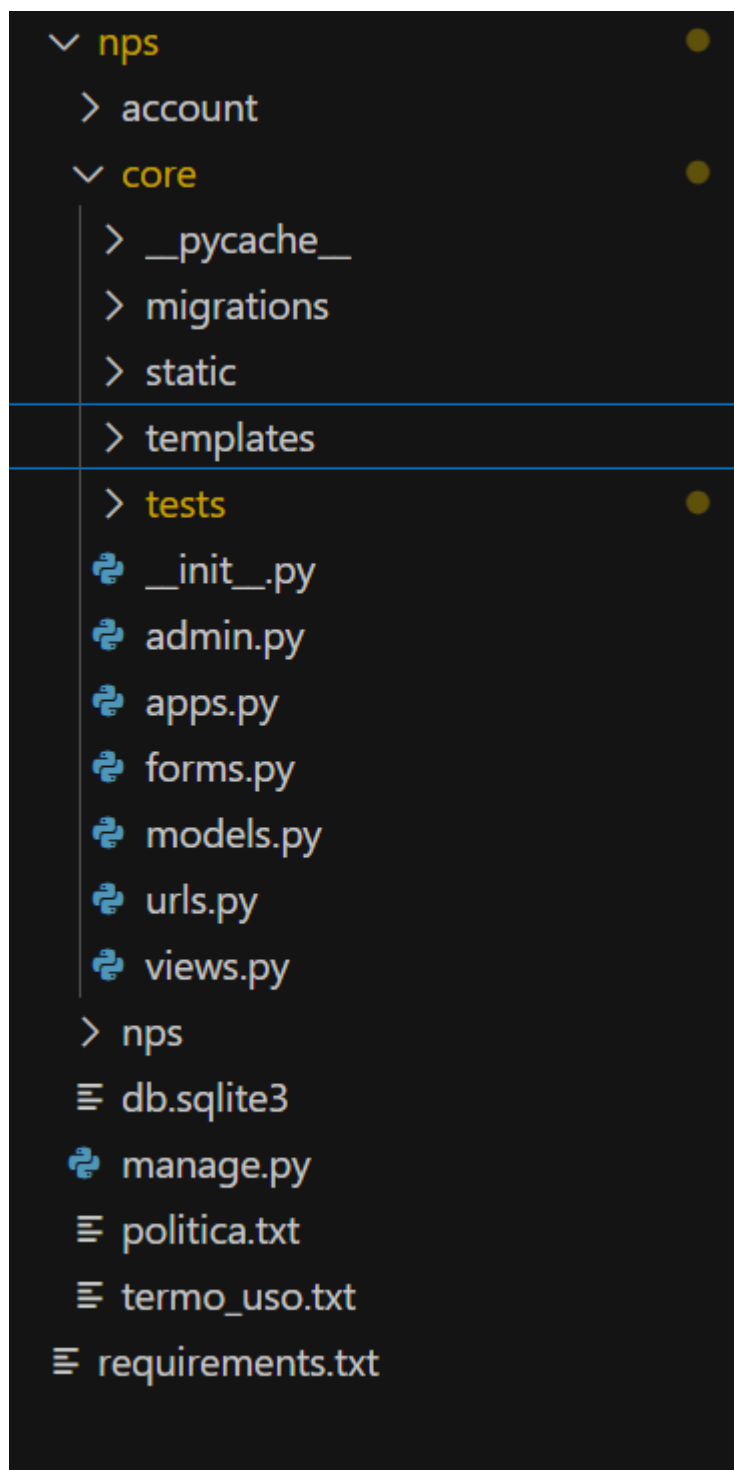 nps
account
core
__pycache__
migrations
static
templates
tests
__init__.py
admin.py
apps.py
forms.py
models.py
urls.py
views.py
nps
db.sqlite3
manage.py
politica.txt
termo_uso.txt
requirements.txt